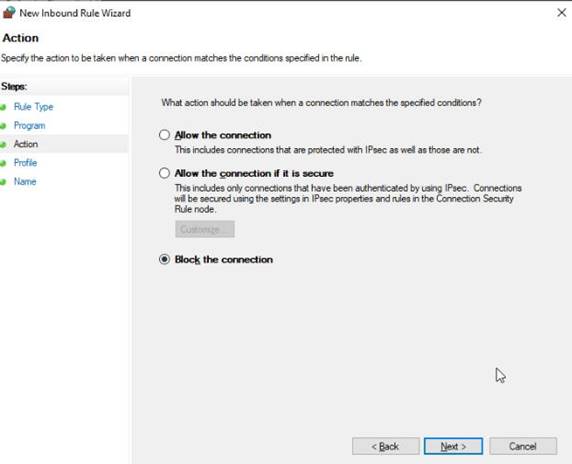 New Inbound Rule Wizard
Action
Specify the action to be taken when a connection matches the conditions specified in the rule.
Steps:
Rule Type
Program
Action
Profile
Name
What action should be taken when a connection matches the specified conditions?
Allow the connection
This includes connections that are protected with IPsec as well as those are not.
Allow the connection if it is secure
This includes only connections that have been authenticated by using IPsec. Connections
will be secured using the settings in IPsec properties and rules in the Connection Security
Rule node.
Customize...
Block the connection
< Back
Next >
Cancel